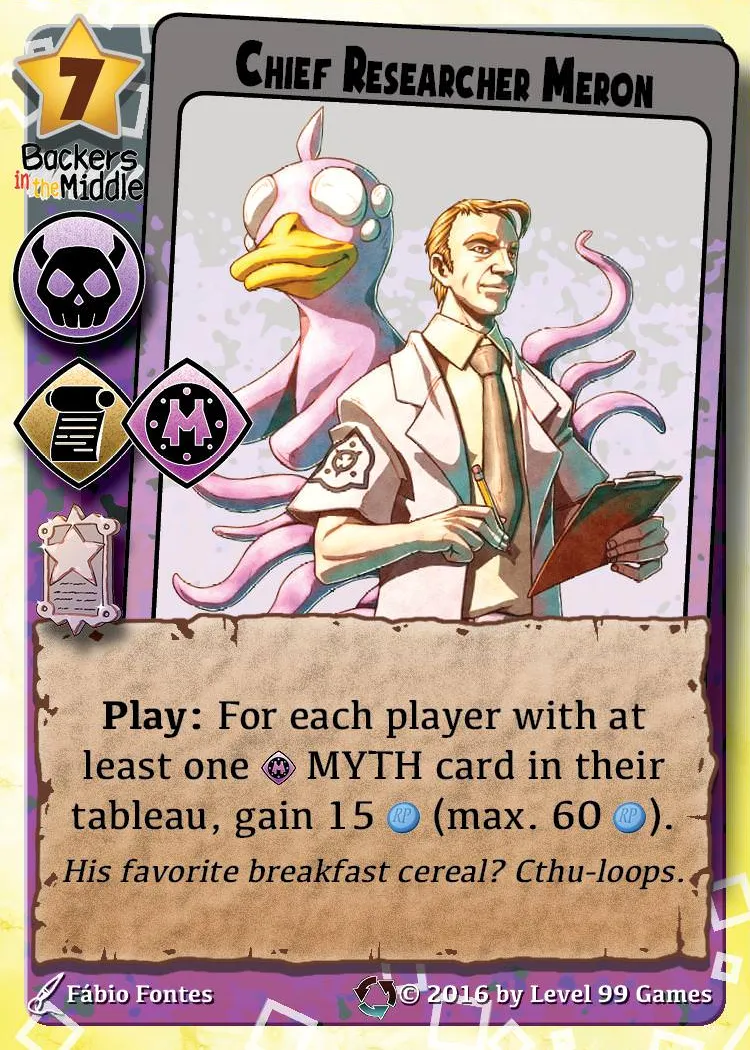 7
CHIEF RESEARCHER MERON
Backers
in the Middle
M
Play: For each player with at
least one M MYTH card in their
tableau, gain 15 RP (max. 60 RP).
His favorite breakfast cereal? Cthu-loops.
Fábio Fontes
© 2016 by Level 99 Games